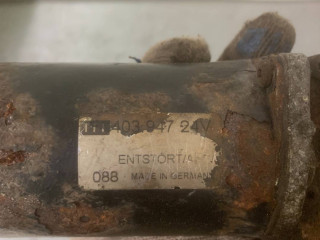 403 947 24V
ENTSTÖRT/
088 MADE IN GERMANY